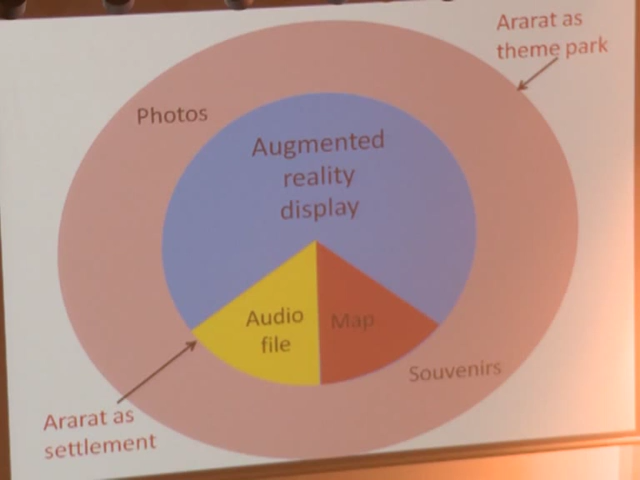 Ararat as
theme park
Photos
Augmented
reality
display
Audio
file
Map
Souvenirs
Ararat as
settlement